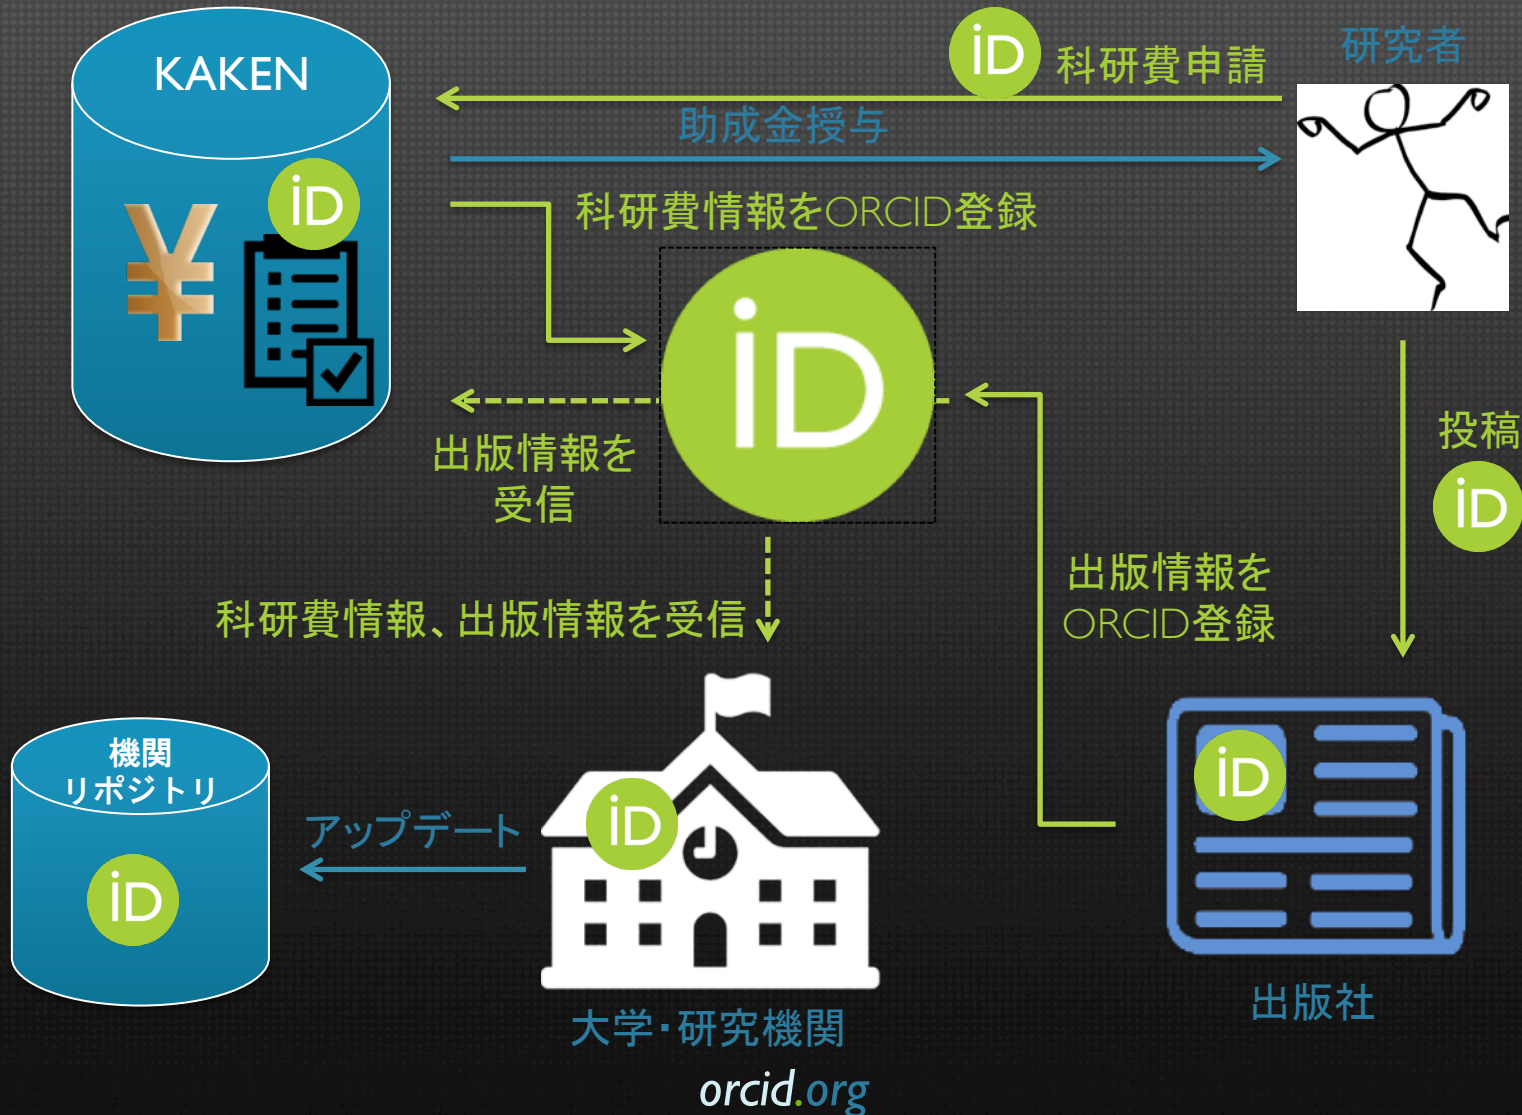 KAKEN
iD
科研費申請
研究者
助成金授与
iD
¥
科研費情報をORCID登録
iD
出版情報を
受信
投稿
iD
出版情報を
ORCID登録
科研費情報、出版情報を受信
機関
リポジトリ
iD
アップデート
iD
大学・研究機関
iD
出版社
orcid.org